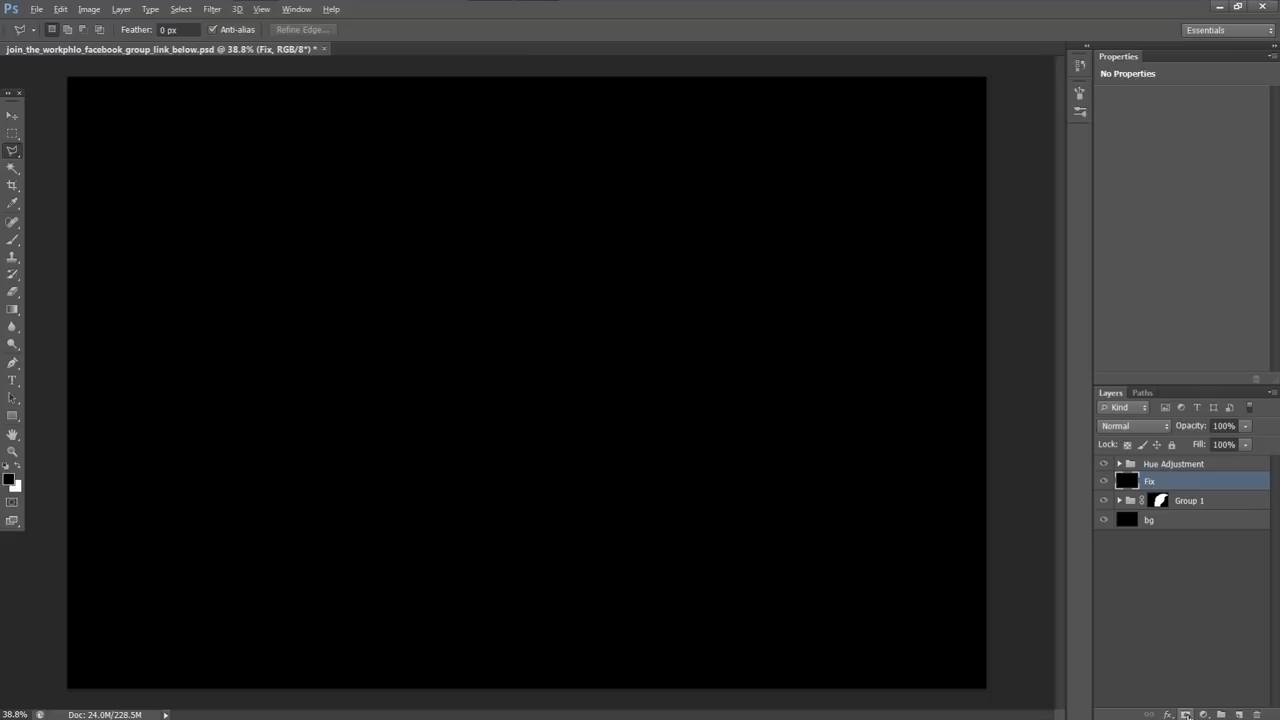 Ps File Edit Image Layer Type Select Filter 3D View Window Help
Feather: 0 px Anti-alias Refine Edge... Essentials
join_the_workphlo_facebook_group_link_below.psd @ 38.8% (Fix, RGB/8*) * ×
Properties
No Properties
Layers Paths
Kind
Normal Opacity: 100%
Lock: Fill: 100%
Hue Adjustment
Fix
Group 1
bg
38.8% Doc: 24.0M/228.5M
fx